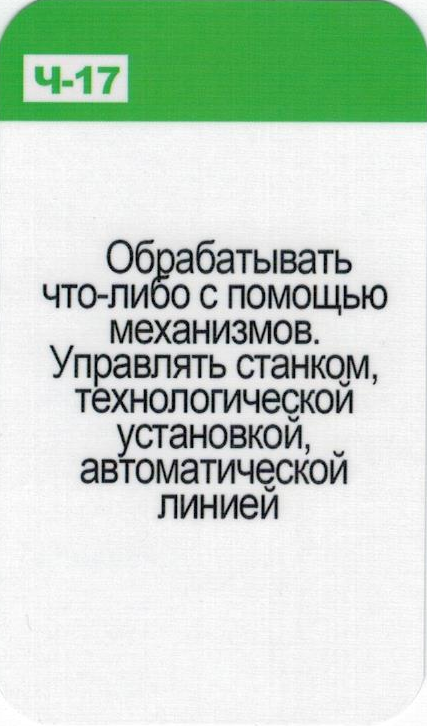 Ч-17
Обрабатывать
что-либо с помощью
механизмов.
Управлять станком,
технологической
установкой,
автоматической
линией